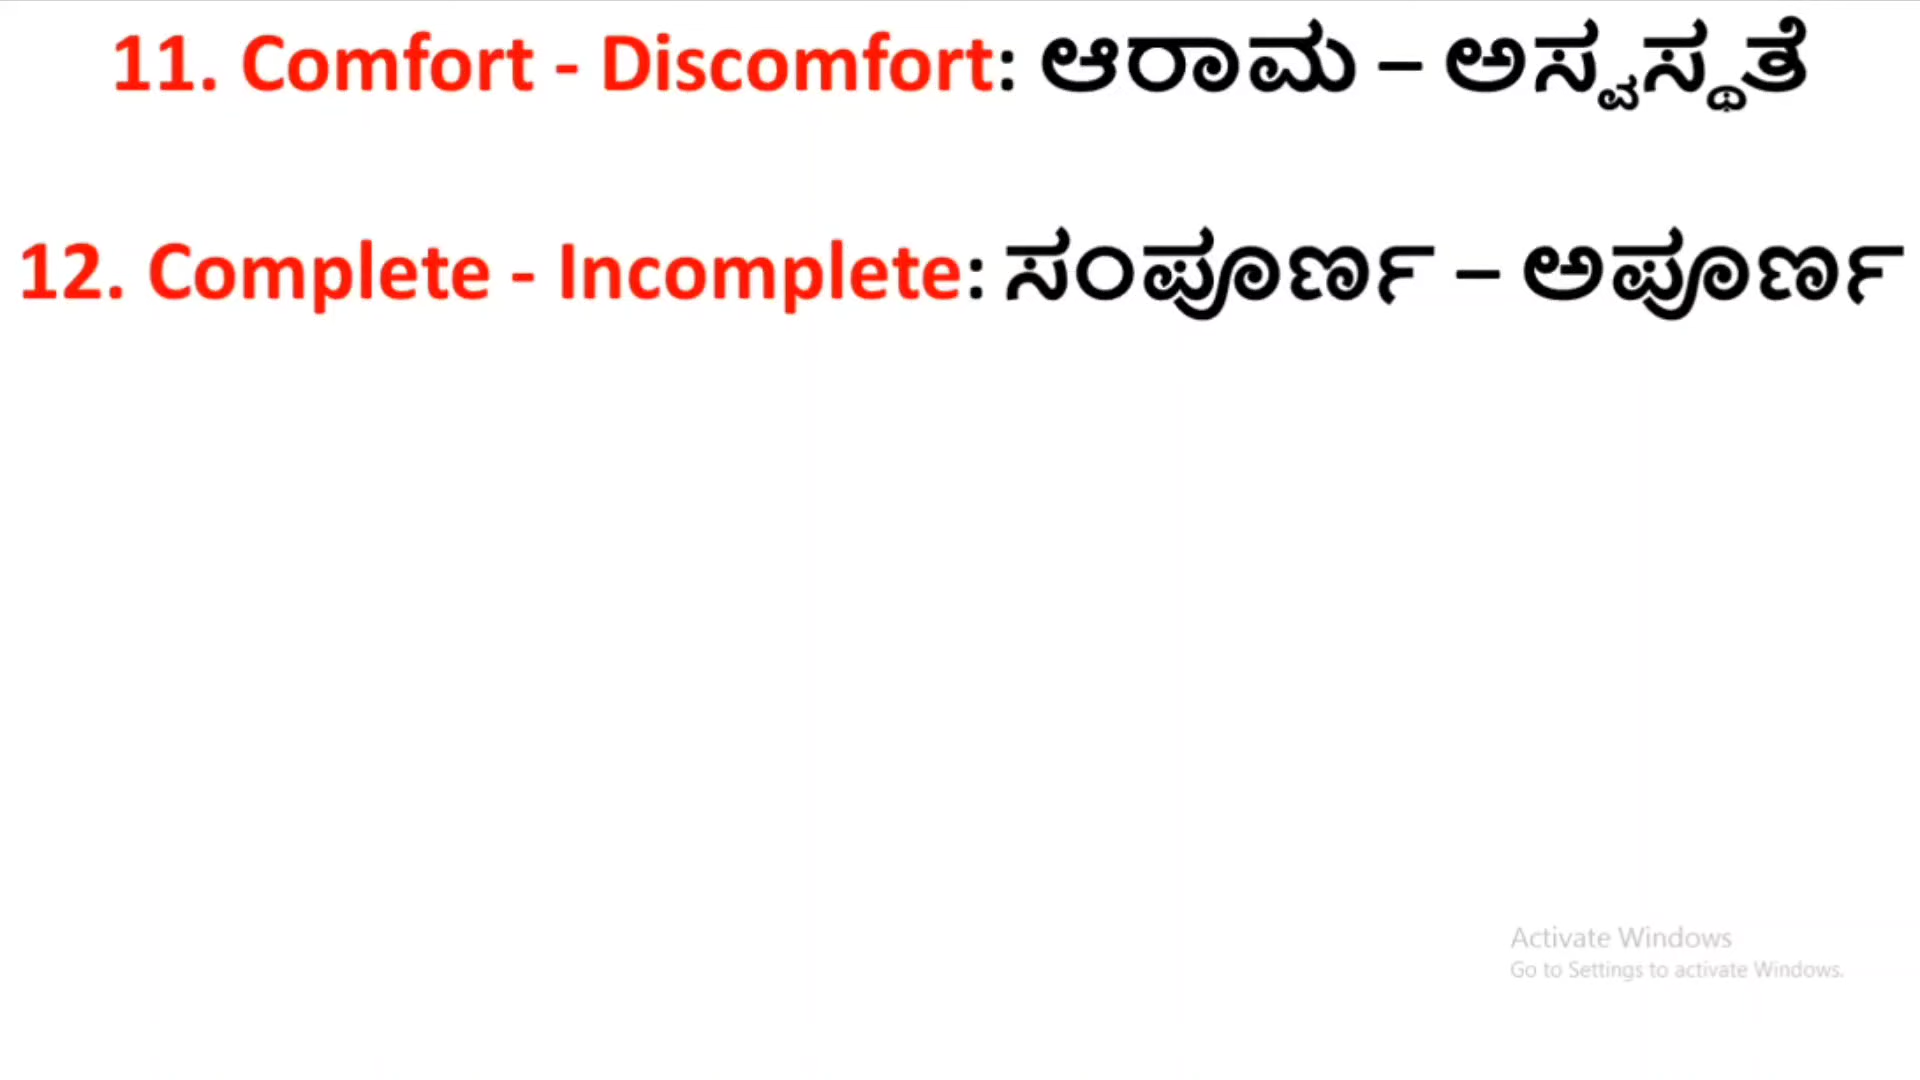 11. Comfort - Discomfort: ಆರಾಮ – ಅಸ್ವಸ್ಥತೆ
12. Complete - Incomplete: ಸಂಪೂರ್ಣ – ಅಪೂರ್ಣ
Activate Windows
Go to Settings to activate Windows.